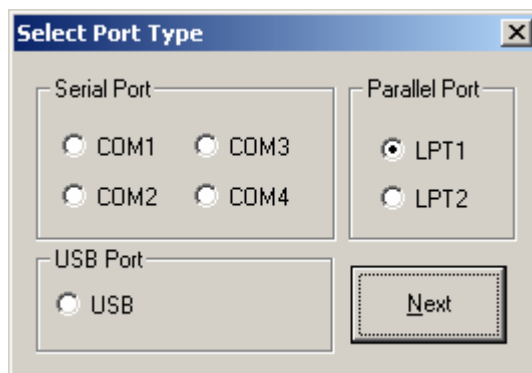 Select Port Type
Serial Port
Parallel Port
COM1
COM3
LPT1
COM2
COM4
LPT2
USB Port
USB
Next